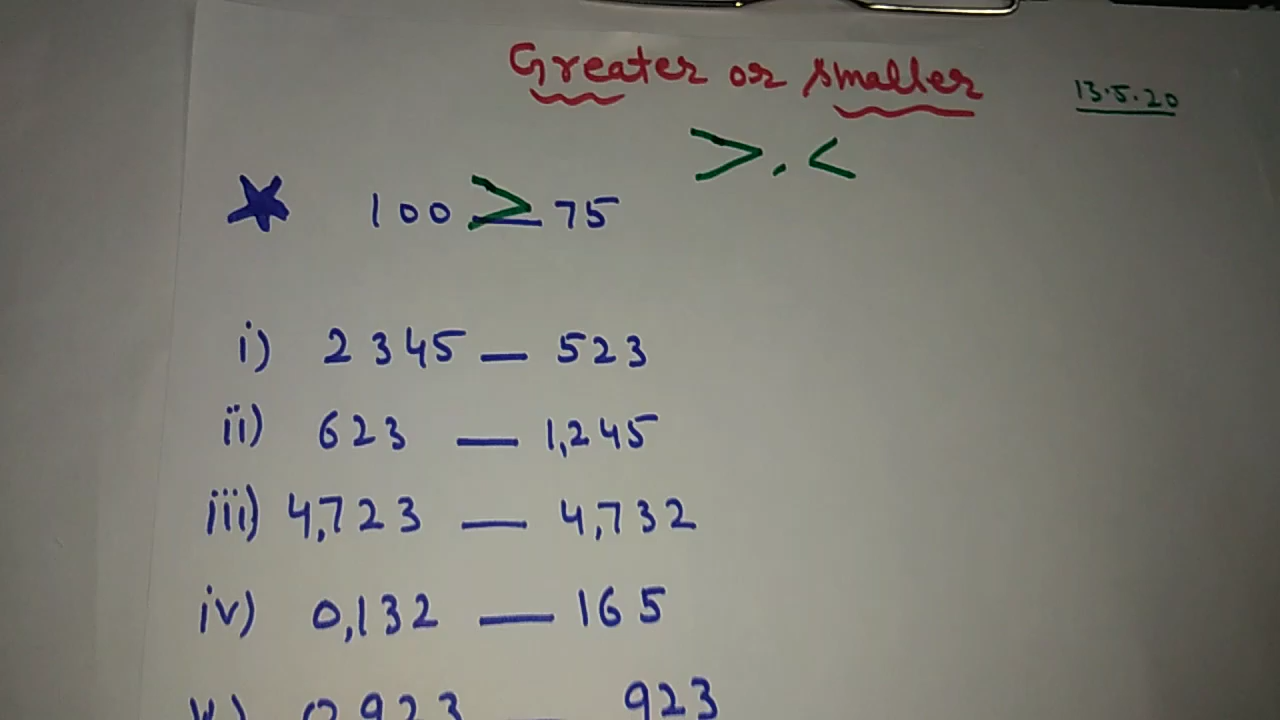 Greater or smaller
13.5.20
>, <
100 > 75
i) 2345 — 523
ii) 623 — 1,245
iii) 4,723 — 4,732
iv) 0,132 — 165
v) 0923 — 923